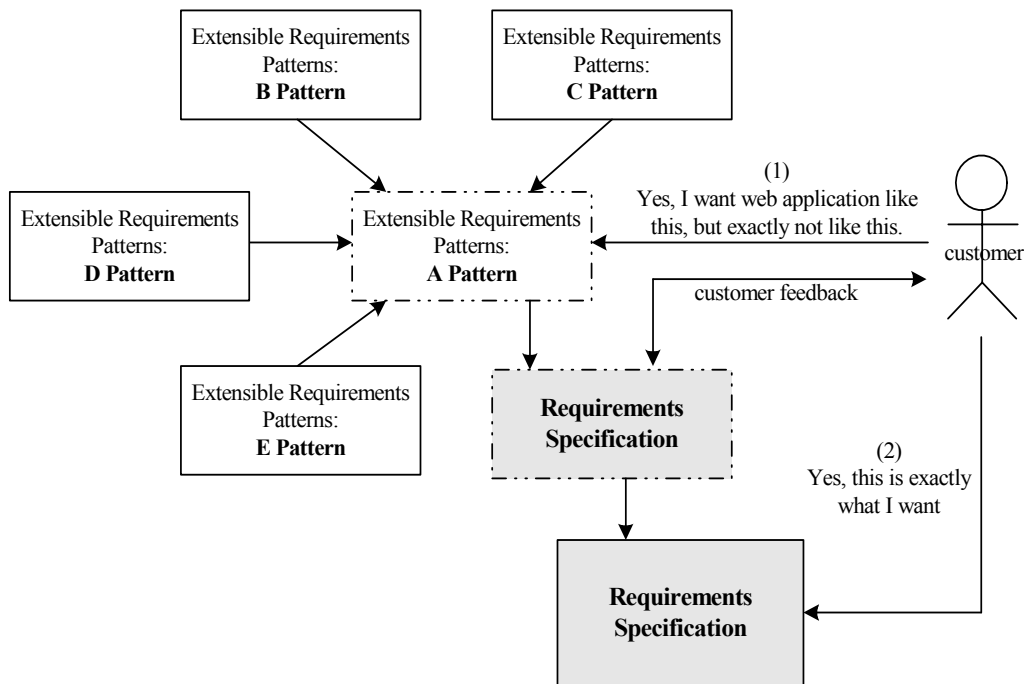 Extensible Requirements
Patterns:
B Pattern
Extensible Requirements
Patterns:
C Pattern
(1)
Yes, I want web application like
this, but exactly not like this.
Extensible Requirements
Patterns:
D Pattern
Extensible Requirements
Patterns:
A Pattern
customer
customer feedback
Extensible Requirements
Patterns:
E Pattern
Requirements
Specification
(2)
Yes, this is exactly
what I want
Requirements
Specification